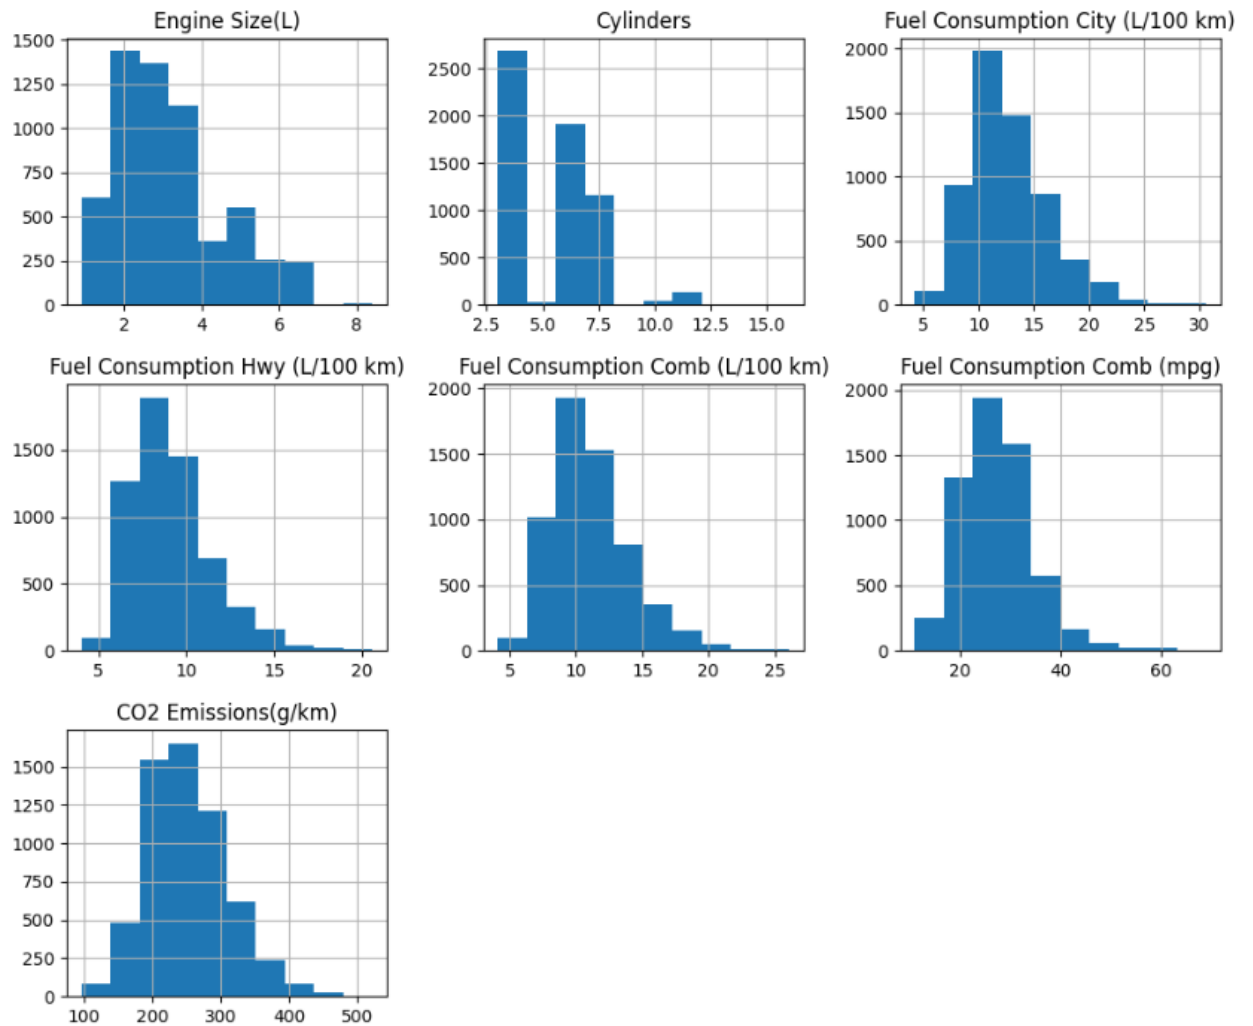 Engine Size(L)
1500
1250
1000
750
500
250
0
2 4 6 8
Cylinders
2500
2000
1500
1000
500
0
2.5 5.0 7.5 10.0 12.5 15.0
Fuel Consumption City (L/100 km)
2000
1500
1000
500
0
5 10 15 20 25 30
Fuel Consumption Hwy (L/100 km)
1500
1000
500
0
5 10 15 20
Fuel Consumption Comb (L/100 km)
2000
1500
1000
500
0
5 10 15 20 25
Fuel Consumption Comb (mpg)
2000
1500
1000
500
0
20 40 60
CO2 Emissions(g/km)
1500
1250
1000
750
500
250
0
100 200 300 400 500